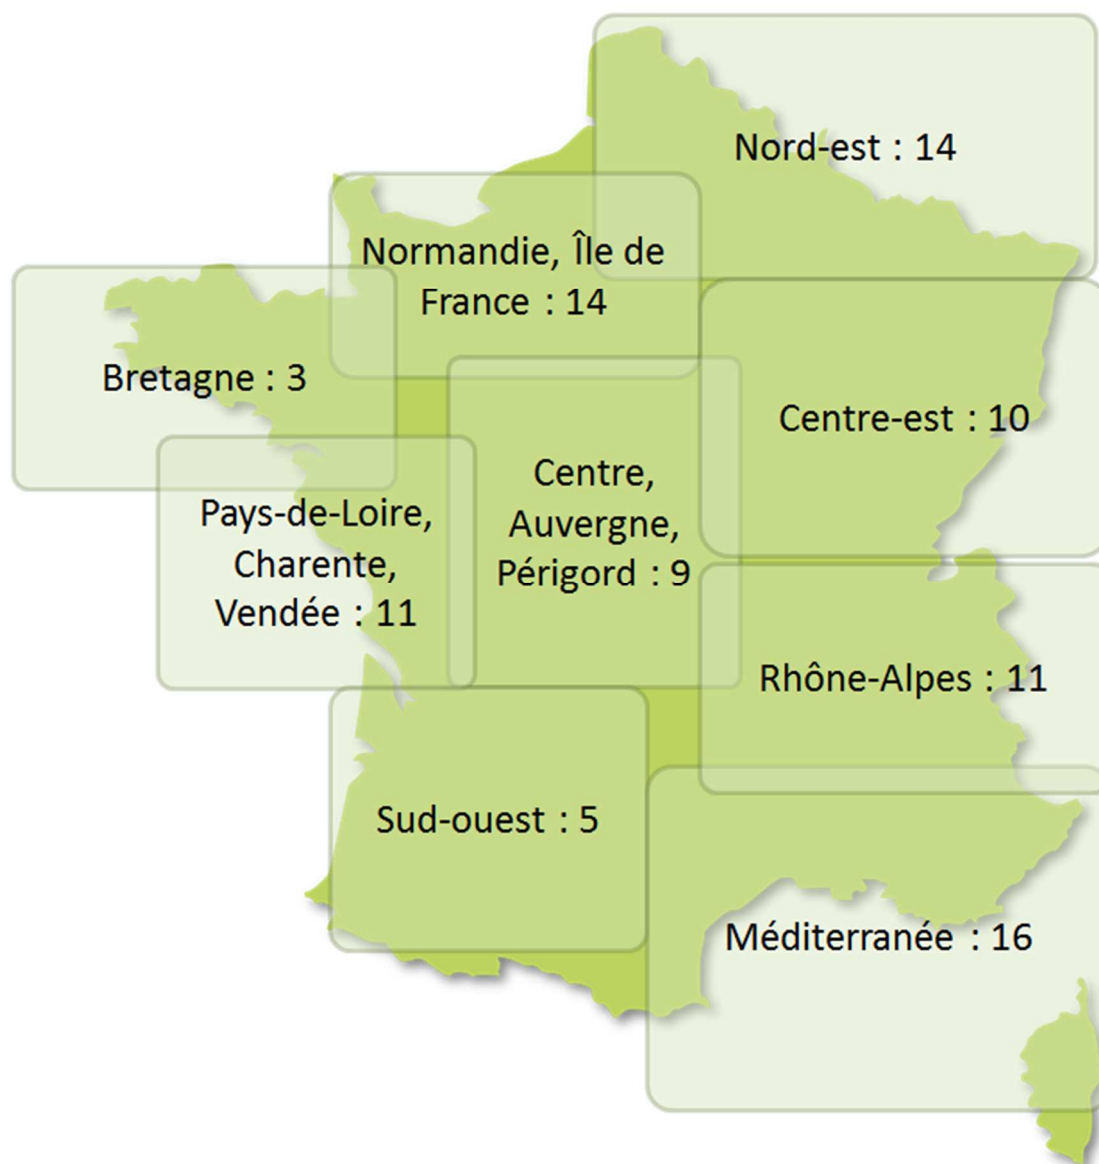 Nord-est : 14
Normandie, Île de
France : 14
Bretagne : 3
Centre-est : 10
Centre,
Auvergne,
Périgord : 9
Pays-de-Loire,
Charente,
Vendée : 11
Rhône-Alpes : 11
Sud-ouest : 5
Méditerranée : 16